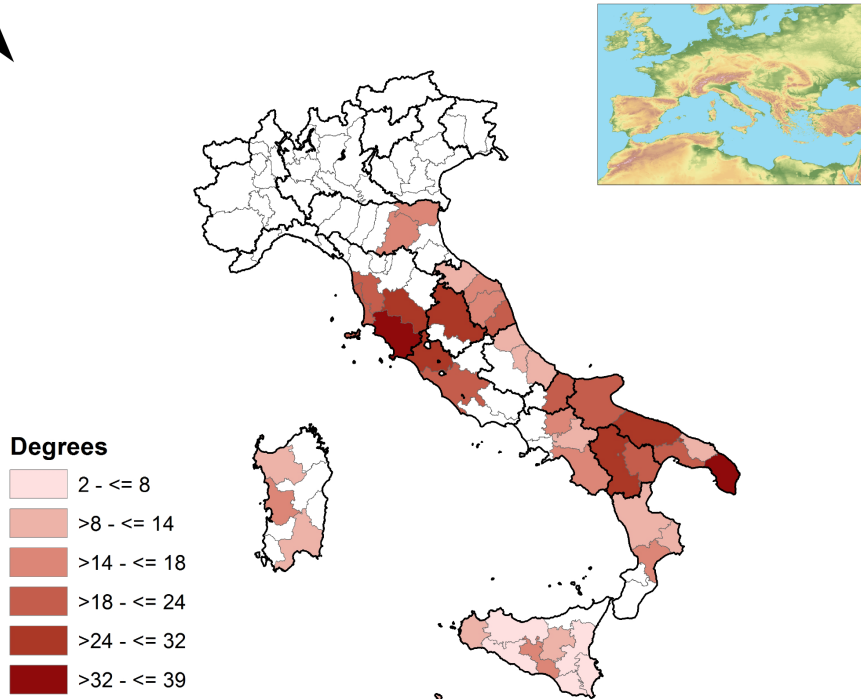 Degrees
2 - <= 8
>8 - <= 14
>14 - <= 18
>18 - <= 24
>24 - <= 32
>32 - <= 39